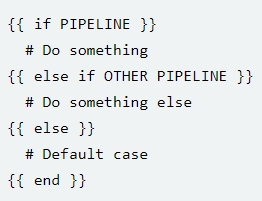 {{ if PIPELINE }}
  # Do something
{{ else if OTHER PIPELINE }}
  # Do something else
{{ else }}
  # Default case
{{ end }}